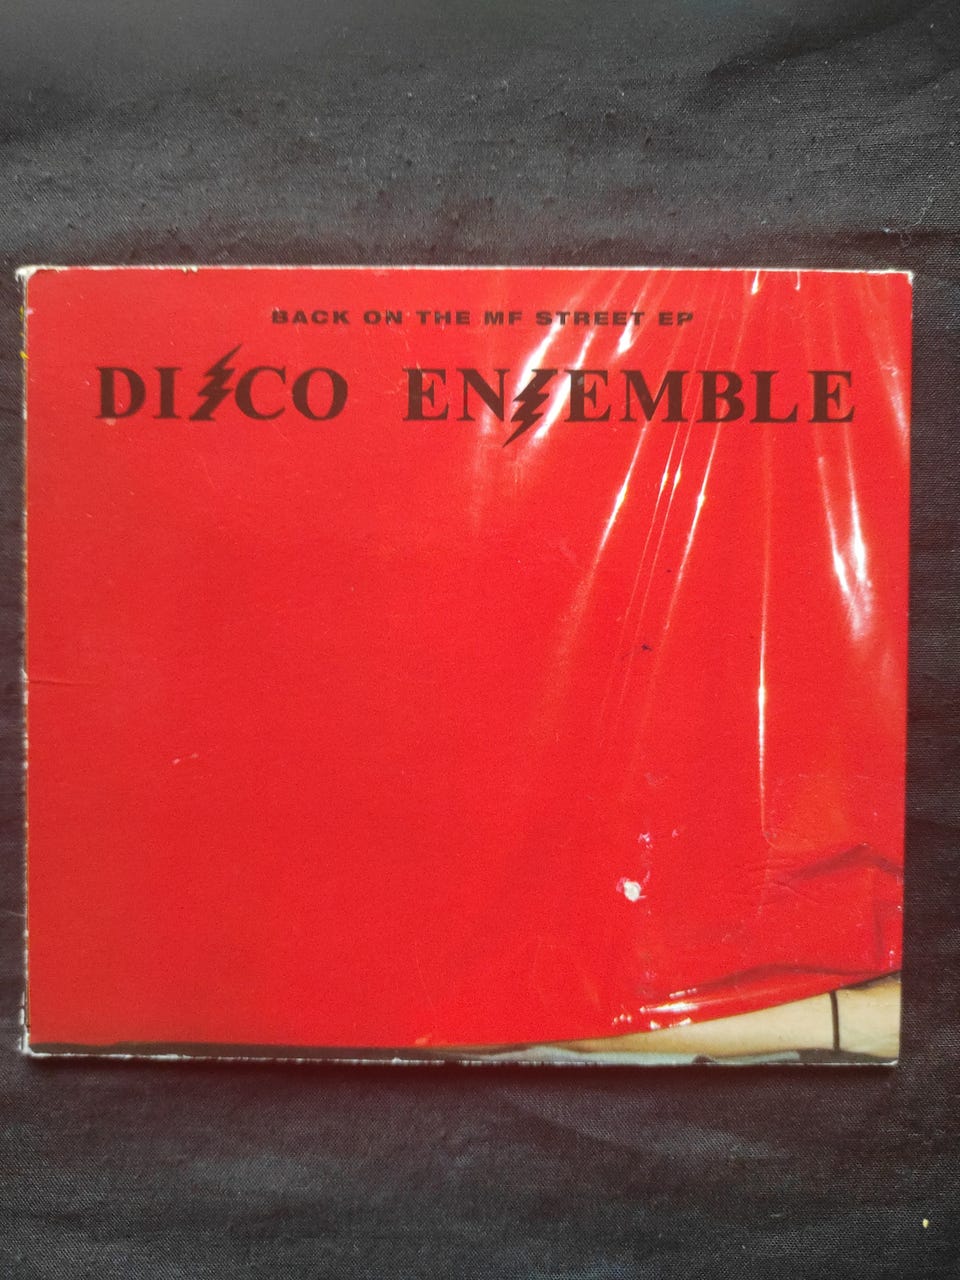 BACK ON THE MF STREET EP
DISCO ENSEMBLE